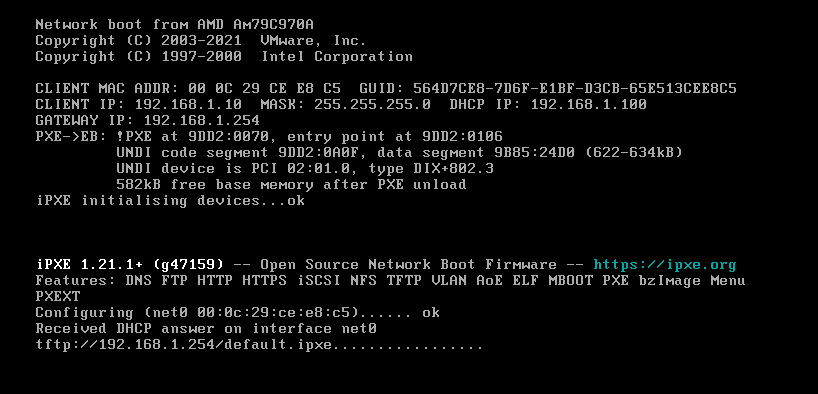 Network boot from AMD Am79C970A
Copyright (C) 2003-2021  VMware, Inc.
Copyright (C) 1997-2000  Intel Corporation
CLIENT MAC ADDR: 00 0C 29 CE E8 C5  GUID: 564D7CE8-7D6F-E1BF-D3CB-65E513CEE8C5
CLIENT IP: 192.168.1.10  MASK: 255.255.255.0  DHCP IP: 192.168.1.100
GATEWAY IP: 192.168.1.254
PXE->EB: !PXE at 9DD2:0070, entry point at 9DD2:0106
UNDI code segment 9DD2:0A0F, data segment 9B85:24D0 (622-634kB)
UNDI device is PCI 02:01.0, type DIX+802.3
582kB free base memory after PXE unload
iPXE initialising devices...ok
iPXE 1.21.1+ (g47159) -- Open Source Network Boot Firmware -- https://ipxe.org
Features: DNS FTP HTTP HTTPS iSCSI NFS TFTP VLAN AoE ELF MBOOT PXE bzImage Menu
PXEXT
Configuring (net0 00:0c:29:ce:e8:c5)...... ok
Received DHCP answer on interface net0
tftp://192.168.1.254/default.ipxe.................